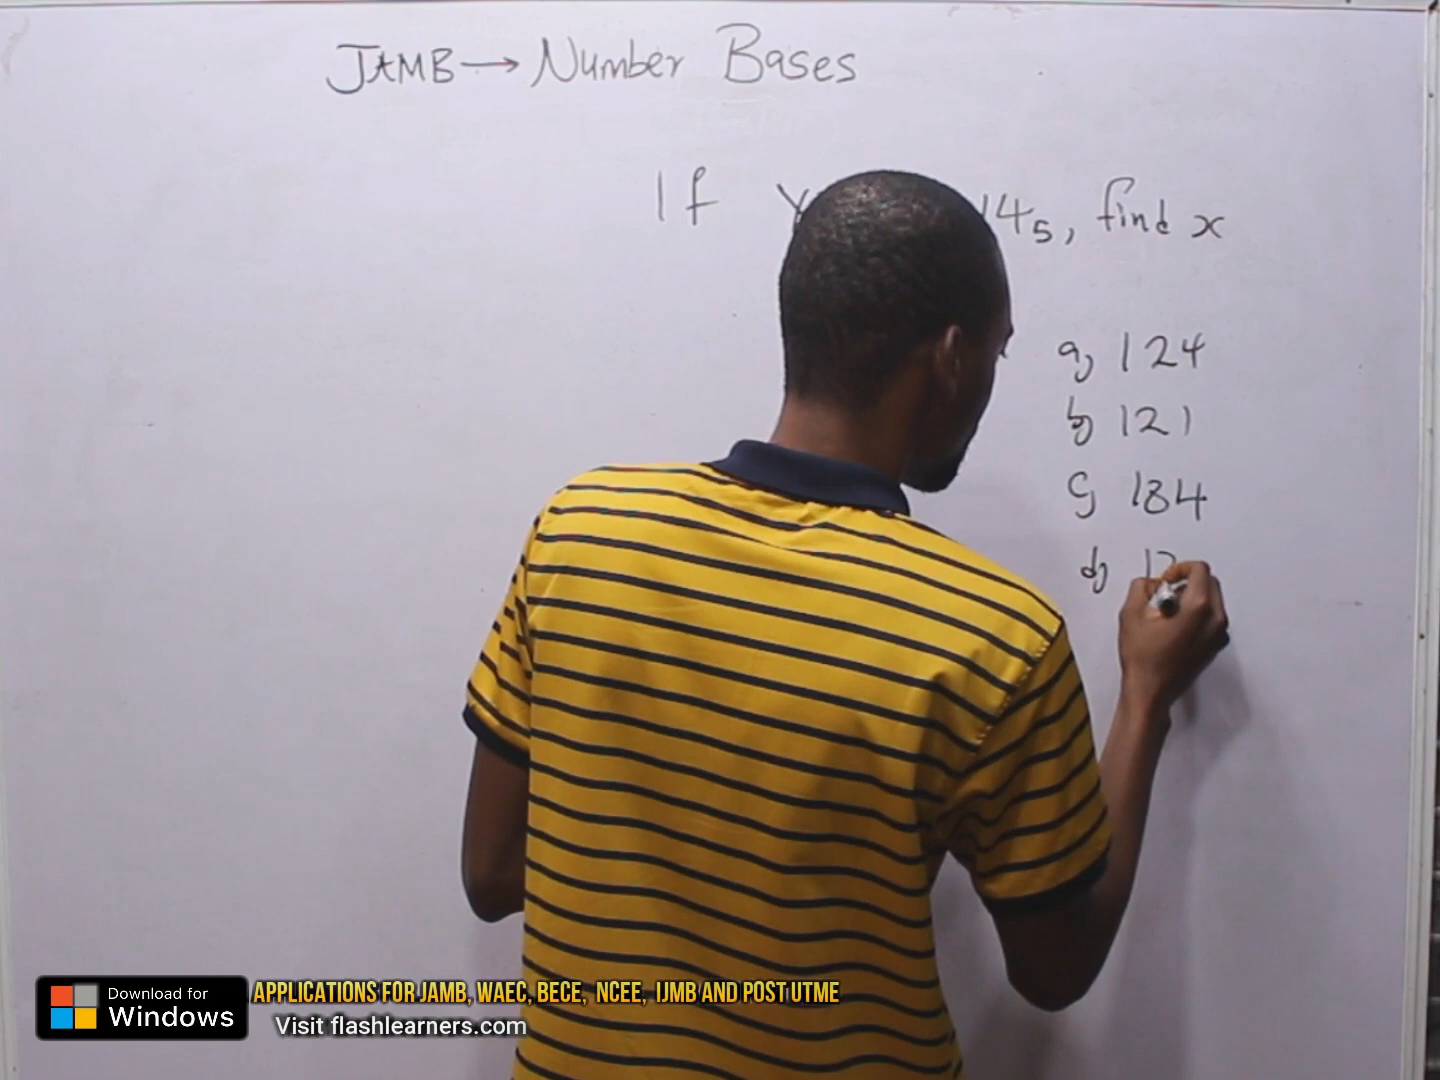 JAMB → Number Bases
If 14₅, find x
a) 124
b) 121
c) 184
d)
Download for
Windows
APPLICATIONS FOR JAMB, WAEC, BECE, NCEE, IJMB AND POST UTME
Visit flashlearners.com